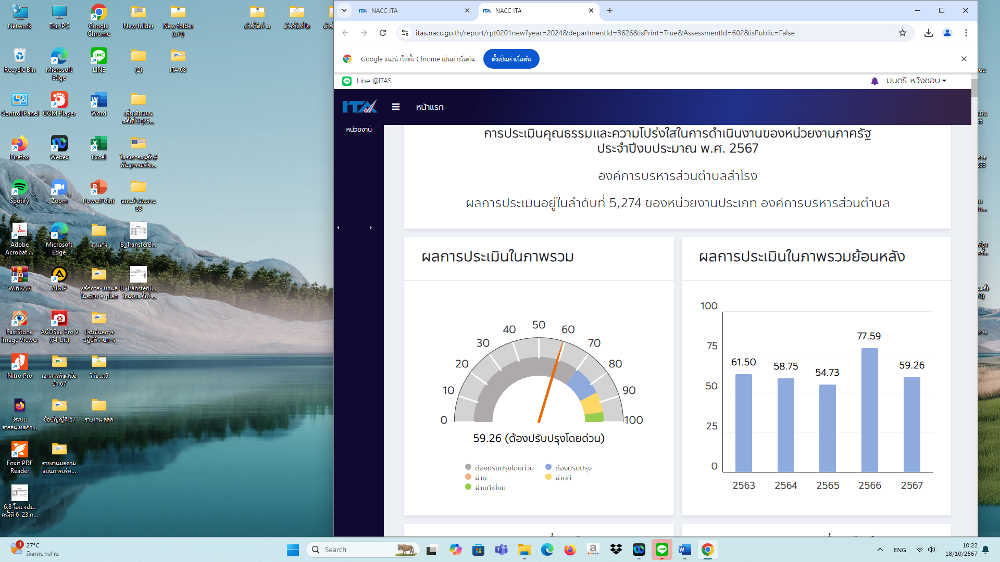 Network
This PC
Google
Chrome
New folder
New folder
(เก่า)
ตัวชี้วัดที่ ๑
ตัวชี้วัดที่ ๒
Recycle Bin
Microsoft
Edge
LINE
(2)
ITA 68
Control Panel
GOM Player
Word
เพิ่มเติมแผน
ครั้งที่ 3 (25...
Firefox
Webex
Excel
โครงการอนุรักษ์
พันธุกรรมพืช...
Spotify
Zoom
PowerPoint
แผนดำเนินงาน
68
Adobe
Acrobat ...
Microsoft
Edge
งานเก่ง
B_TransferB...
WinRAR
AIMP
หลักการ-เหตุผล
ในระบบ e-plan
B_TransferB...
โอนงบครั้งที่ ...
FastStone
Image Viewer
ACDSee Pro 9
(64-bit)
ประเมินผลการ
ปฏิบัติราชการ
Nitro Pro
วิจัย ม.5
3ระบบ
สารสนเทศกา...
ข้อบัญญัติ 67
รายงาน สสส
Foxit PDF
Reader
รายงานผลตาม
แผนการบริห...
6.8 โอน งปม.
ครั้งที่ 6 23 ก...
NACC ITA
NACC ITA
itas.nacc.go.th/report/rpt0201new?year=2024&departmentId=3626&isPrint=True&AssessmentId=602&isPublic=False
Google แนะนำให้ตั้ง Chrome เป็นค่าเริ่มต้น
ตั้งเป็นค่าเริ่มต้น
Line @ITAS
มนตรี หวังชอบ
ITA
หน้าแรก
หน่วยงานนี้
การประเมินคุณธรรมและความโปร่งใสในการดำเนินงานของหน่วยงานภาครัฐ
ประจำปีงบประมาณ พ.ศ. 2567
องค์การบริหารส่วนตำบลสำโรง
ผลการประเมินอยู่ในลำดับที่ 5,274 ของหน่วยงานประเภท องค์การบริหารส่วนตำบล
ผลการประเมินในภาพรวม
0
10
20
30
40
50
60
70
80
90
100
59.26 (ต้องปรับปรุงโดยด่วน)
ต้องปรับปรุงโดยด่วน
ต้องปรับปรุง
ผ่าน
ผ่านดี
ผ่านดีเยี่ยม
ผลการประเมินในภาพรวมย้อนหลัง
100
75
50
25
0
61.50
58.75
54.73
77.59
59.26
2563
2564
2565
2566
2567
1
27°C
มีแดดบางส่วน
Search
ENG
10:22
18/10/2567